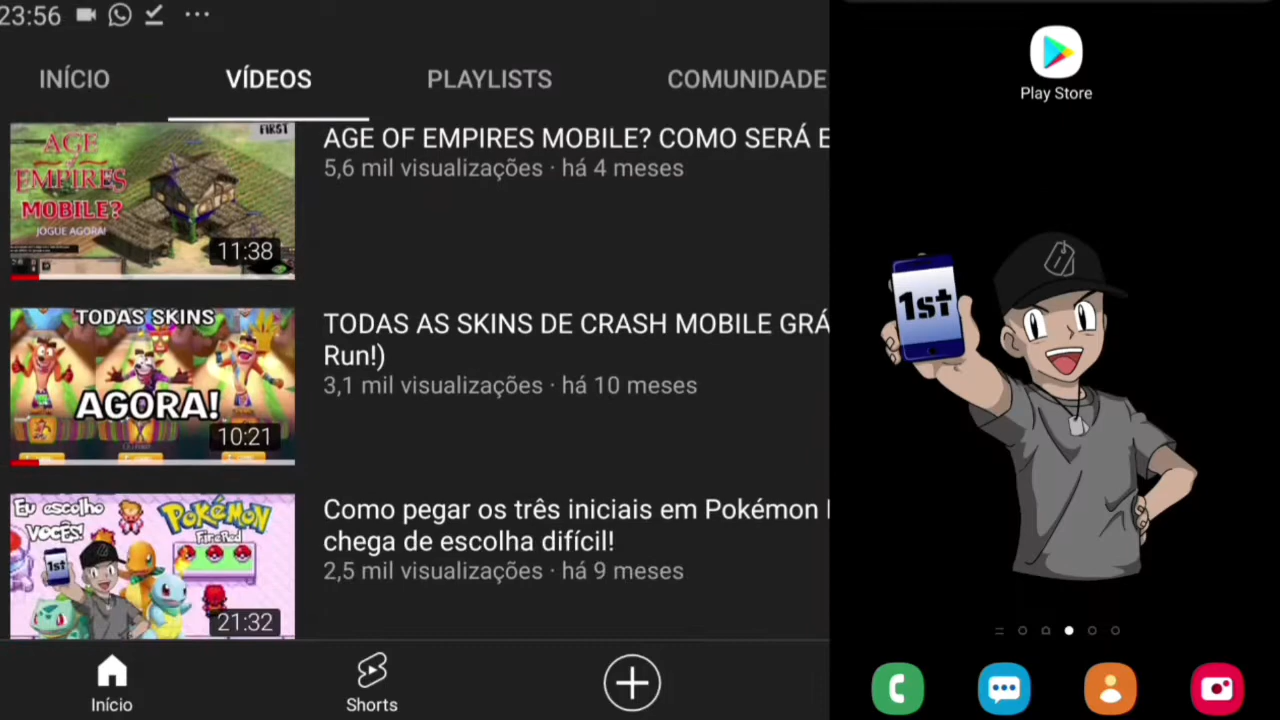 23:56
INÍCIO
VÍDEOS
PLAYLISTS
COMUNIDADE
FIRST
AGE
OF
EMPIRES
MOBILE?
JOGUE AGORA!
11:38
AGE OF EMPIRES MOBILE? COMO SERÁ E
5,6 mil visualizações · há 4 meses
TODAS SKINS
AGORA!
10:21
TODAS AS SKINS DE CRASH MOBILE GRÁ
Run!)
3,1 mil visualizações · há 10 meses
Eu escolho
VOCÊS!
POKéMON
FireRed
1st
21:32
Como pegar os três iniciais em Pokémon
chega de escolha difícil!
2,5 mil visualizações · há 9 meses
Início
Shorts
Play Store
1st